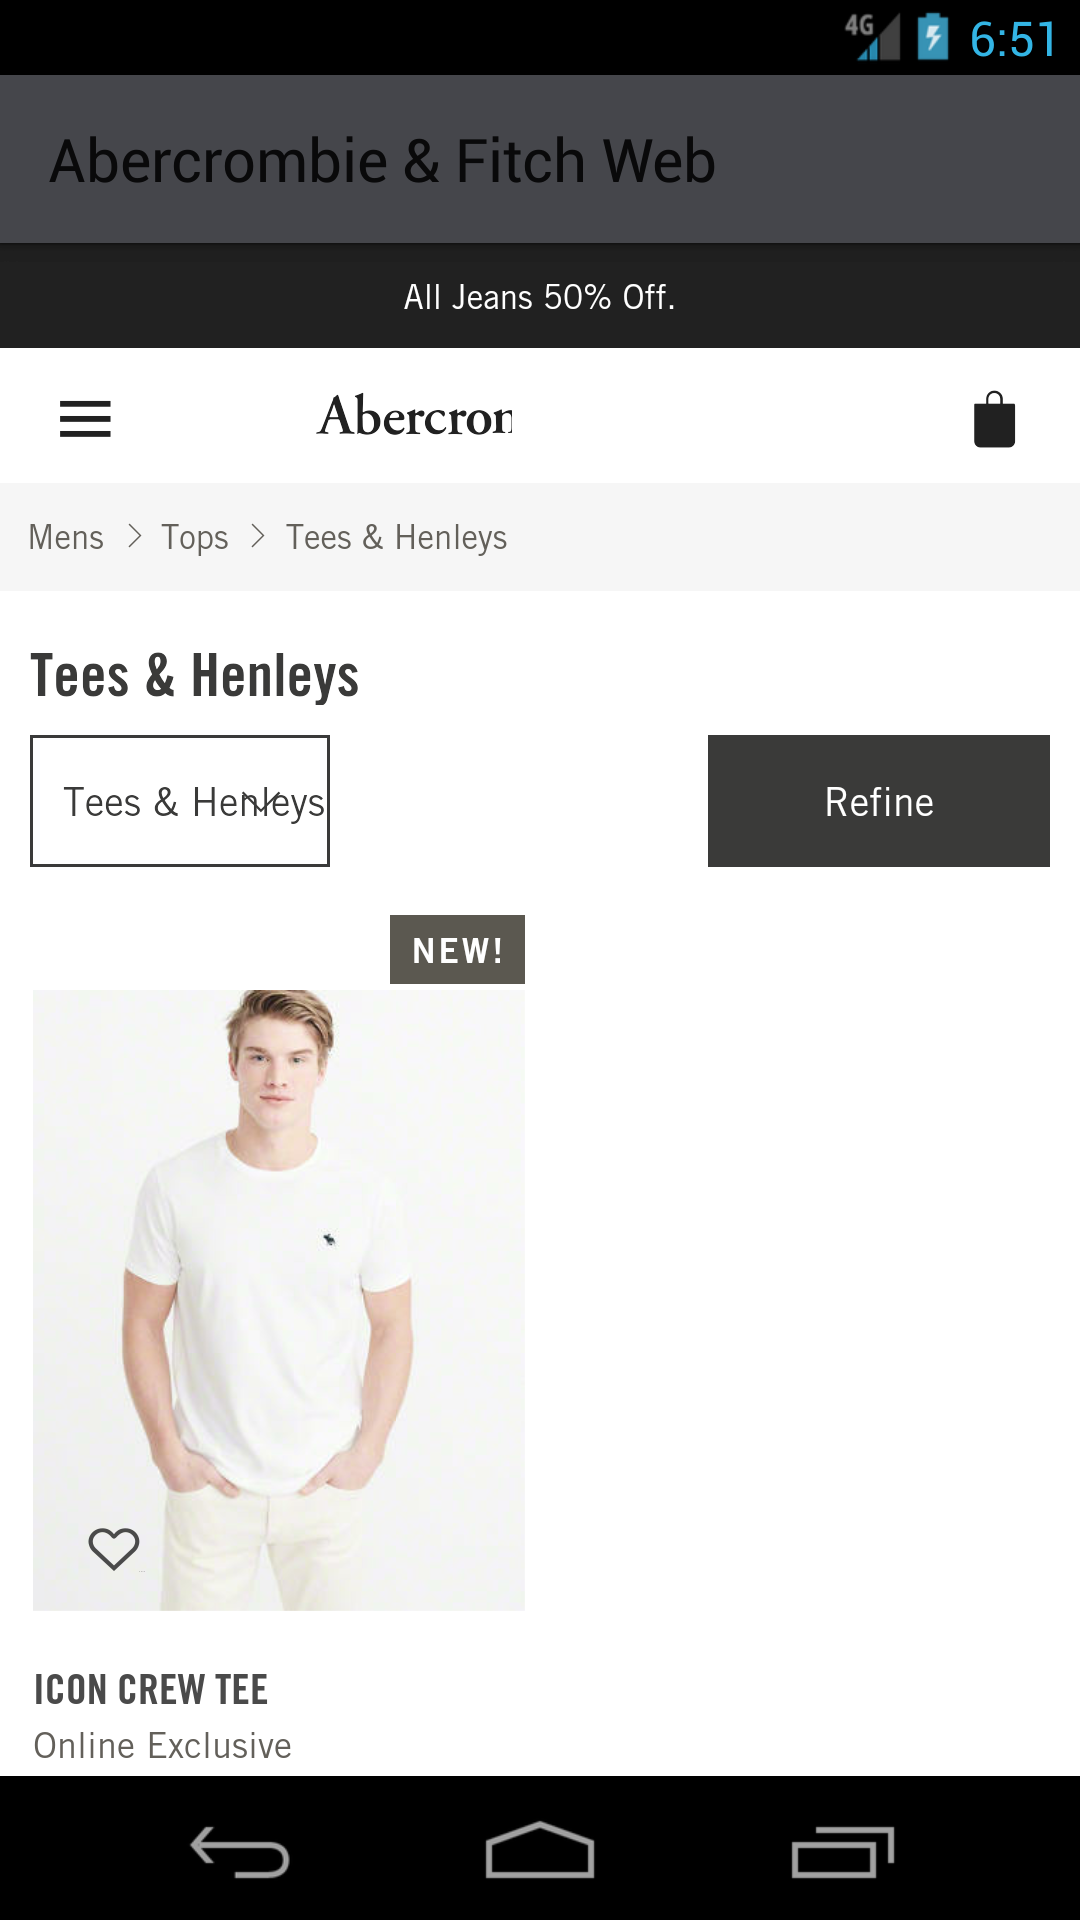 4G 6:51
Abercrombie & Fitch Web
All Jeans 50% Off.
Abercron
Mens > Tops > Tees & Henleys
Tees & Henleys
Tees & Henleys
Refine
NEW!
ICON CREW TEE
Online Exclusive